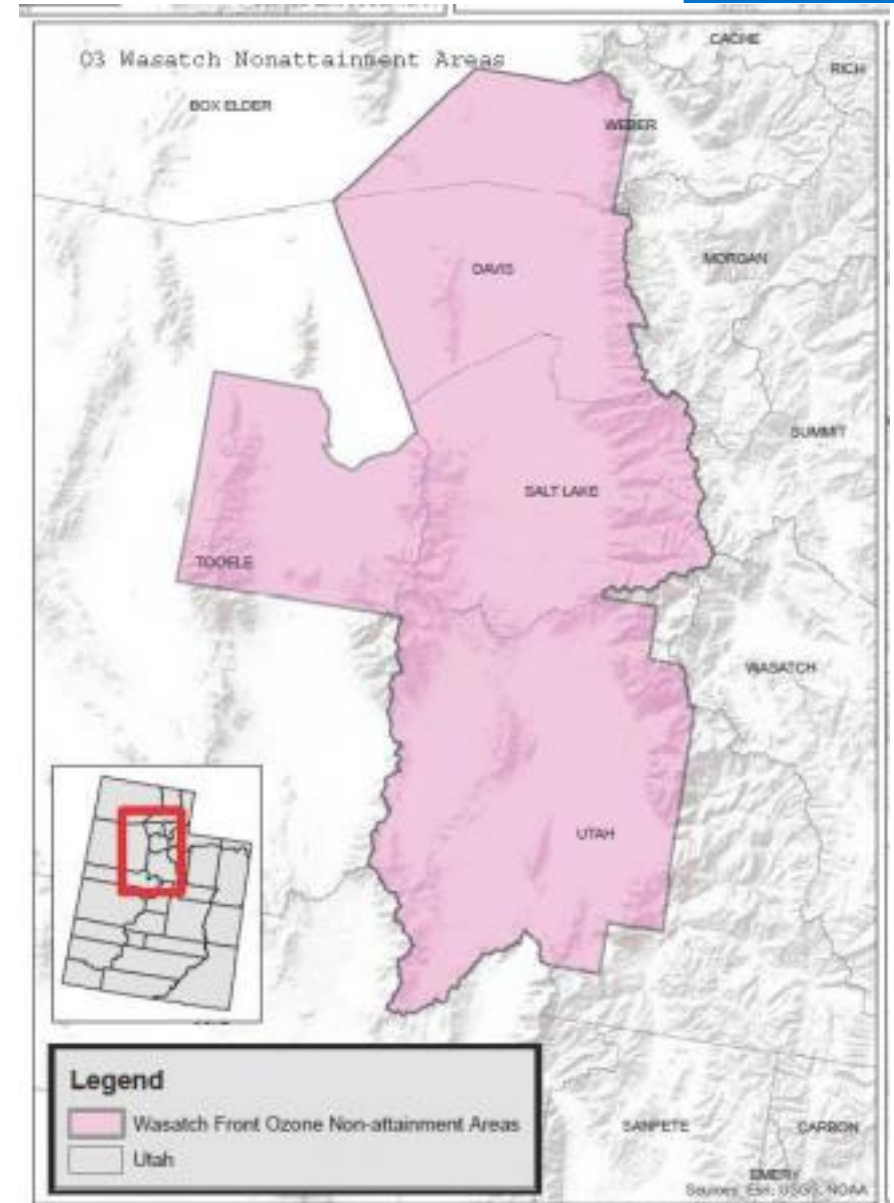 O3 Wasatch Nonattainment Areas
CACHE
RICH
BOX ELDER
WEBER
MORGAN
DAVIS
SUMMIT
SALT LAKE
TOOELE
WASATCH
UTAH
Legend
Wasatch Front Ozone Non-attainment Areas
Utah
SANPETE
CARBON
EMERY
Sources: Esri, USGS, NOAA